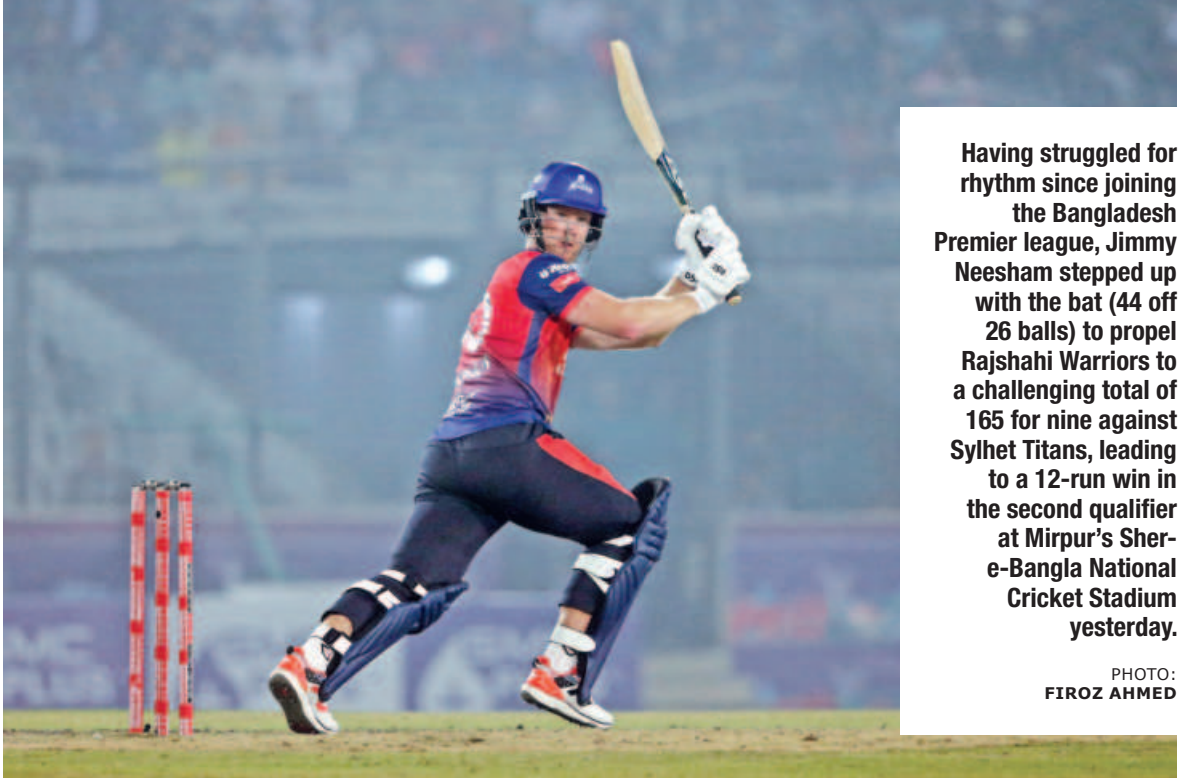 Having struggled for
rhythm since joining
the Bangladesh
Premier league, Jimmy
Neesham stepped up
with the bat (44 off
26 balls) to propel
Rajshahi Warriors to
a challenging total of
165 for nine against
Sylhet Titans, leading
to a 12-run win in
the second qualifier
at Mirpur’s Sher-
e-Bangla National
Cricket Stadium
yesterday.
PHOTO:
FIROZ AHMED